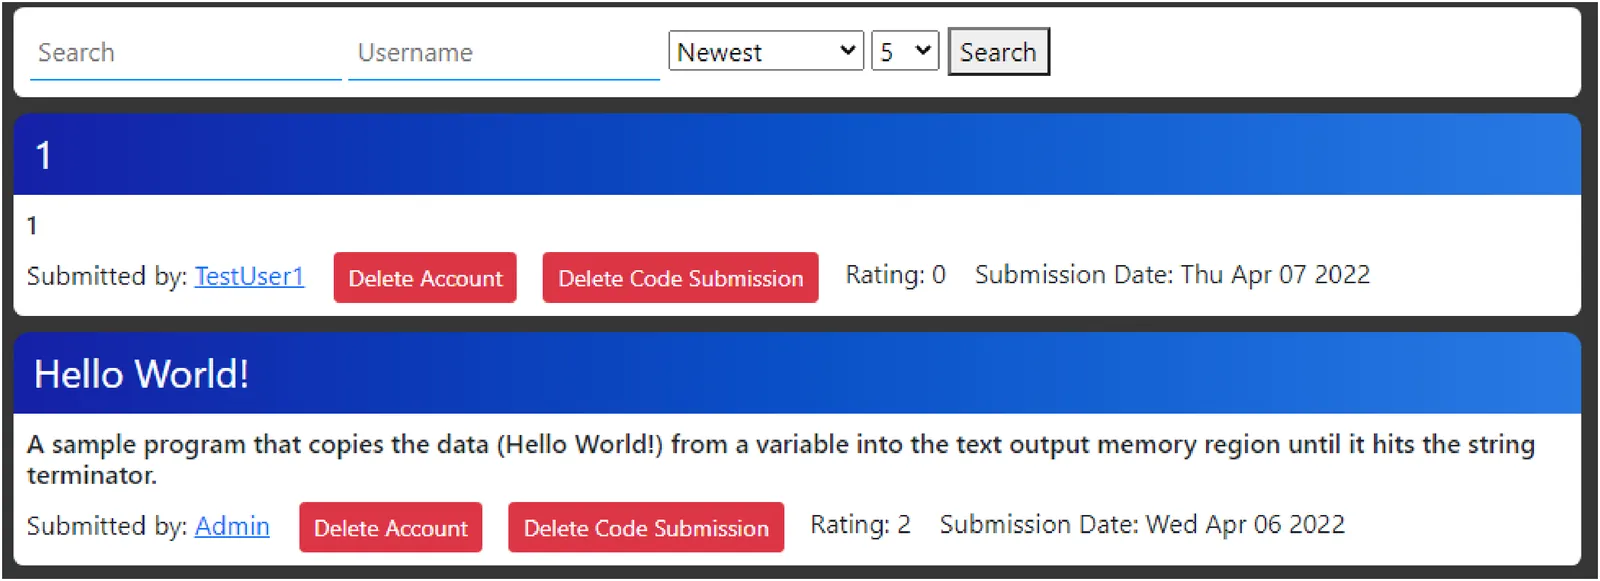 Search Username Newest 5 Search
1
1
Submitted by: TestUser1 Delete Account Delete Code Submission Rating: 0 Submission Date: Thu Apr 07 2022
Hello World!
A sample program that copies the data (Hello World!) from a variable into the text output memory region until it hits the string
terminator.
Submitted by: Admin Delete Account Delete Code Submission Rating: 2 Submission Date: Wed Apr 06 2022